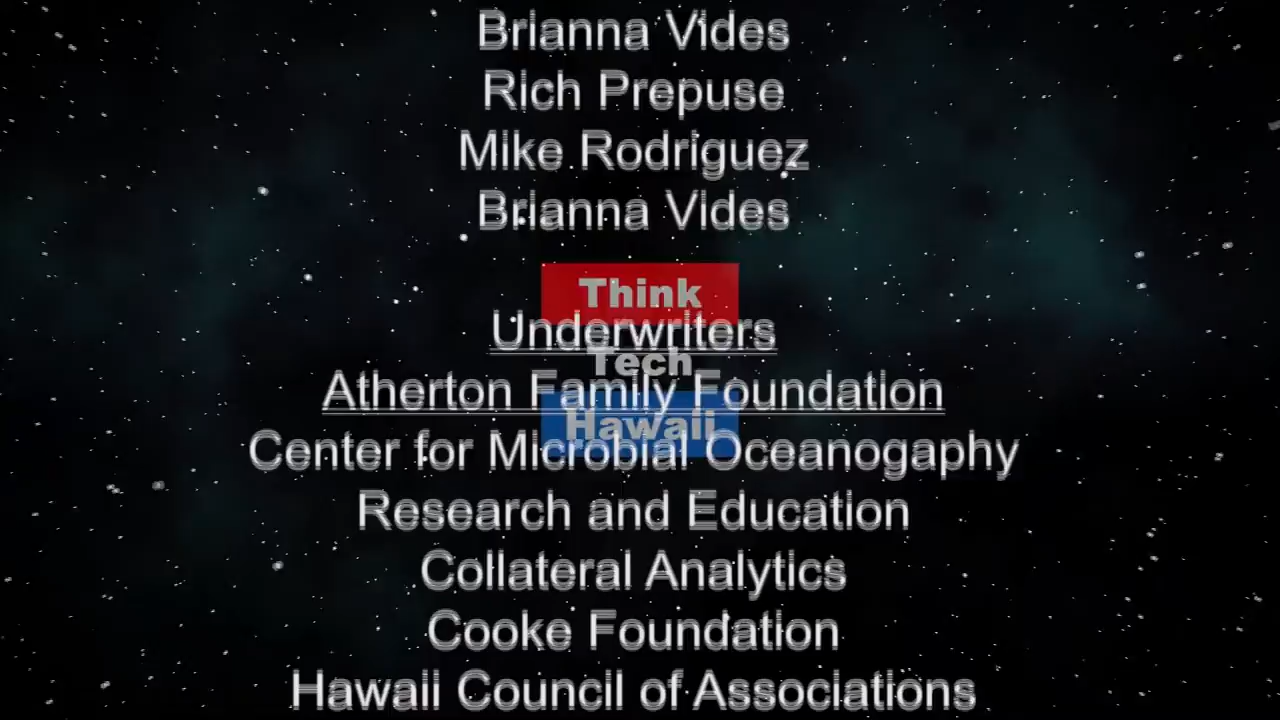 Brianna Vides
Rich Prepuse
Mike Rodriguez
Brianna Vides
Think
Underwriters
Tech
Atherton Family Foundation
Hawaii
Center for Microbial Oceanogaphy
Research and Education
Collateral Analytics
Cooke Foundation
Hawaii Council of Associations